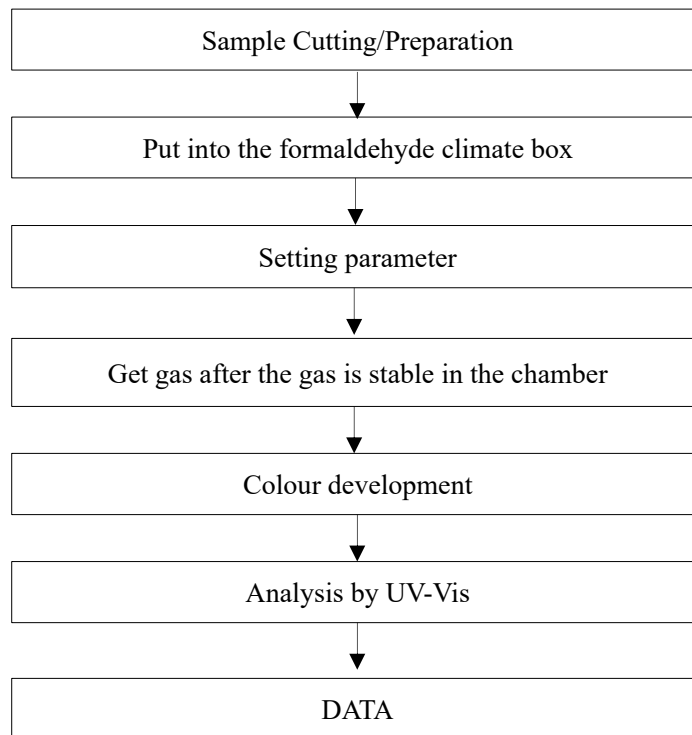 Sample Cutting/Preparation
Put into the formaldehyde climate box
Setting parameter
Get gas after the gas is stable in the chamber
Colour development
Analysis by UV-Vis
DATA